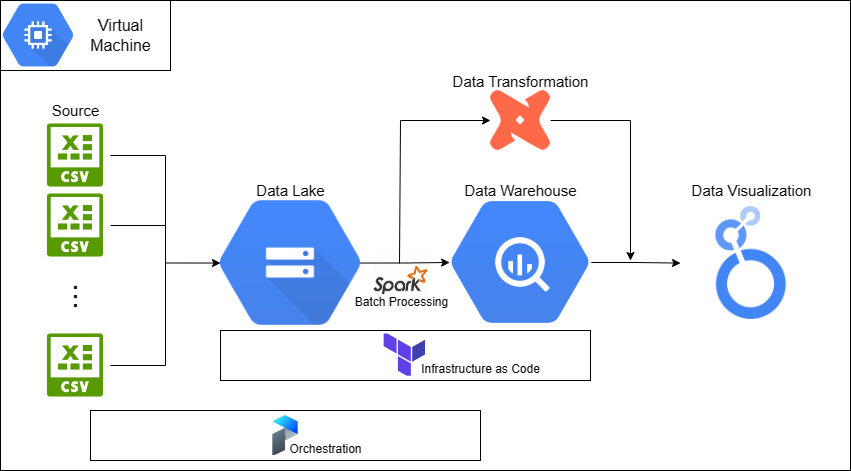 Virtual
Machine
Source
CSV
CSV
CSV
Data Lake
Spark
Batch Processing
Data Transformation
Data Warehouse
Data Visualization
Infrastructure as Code
Orchestration